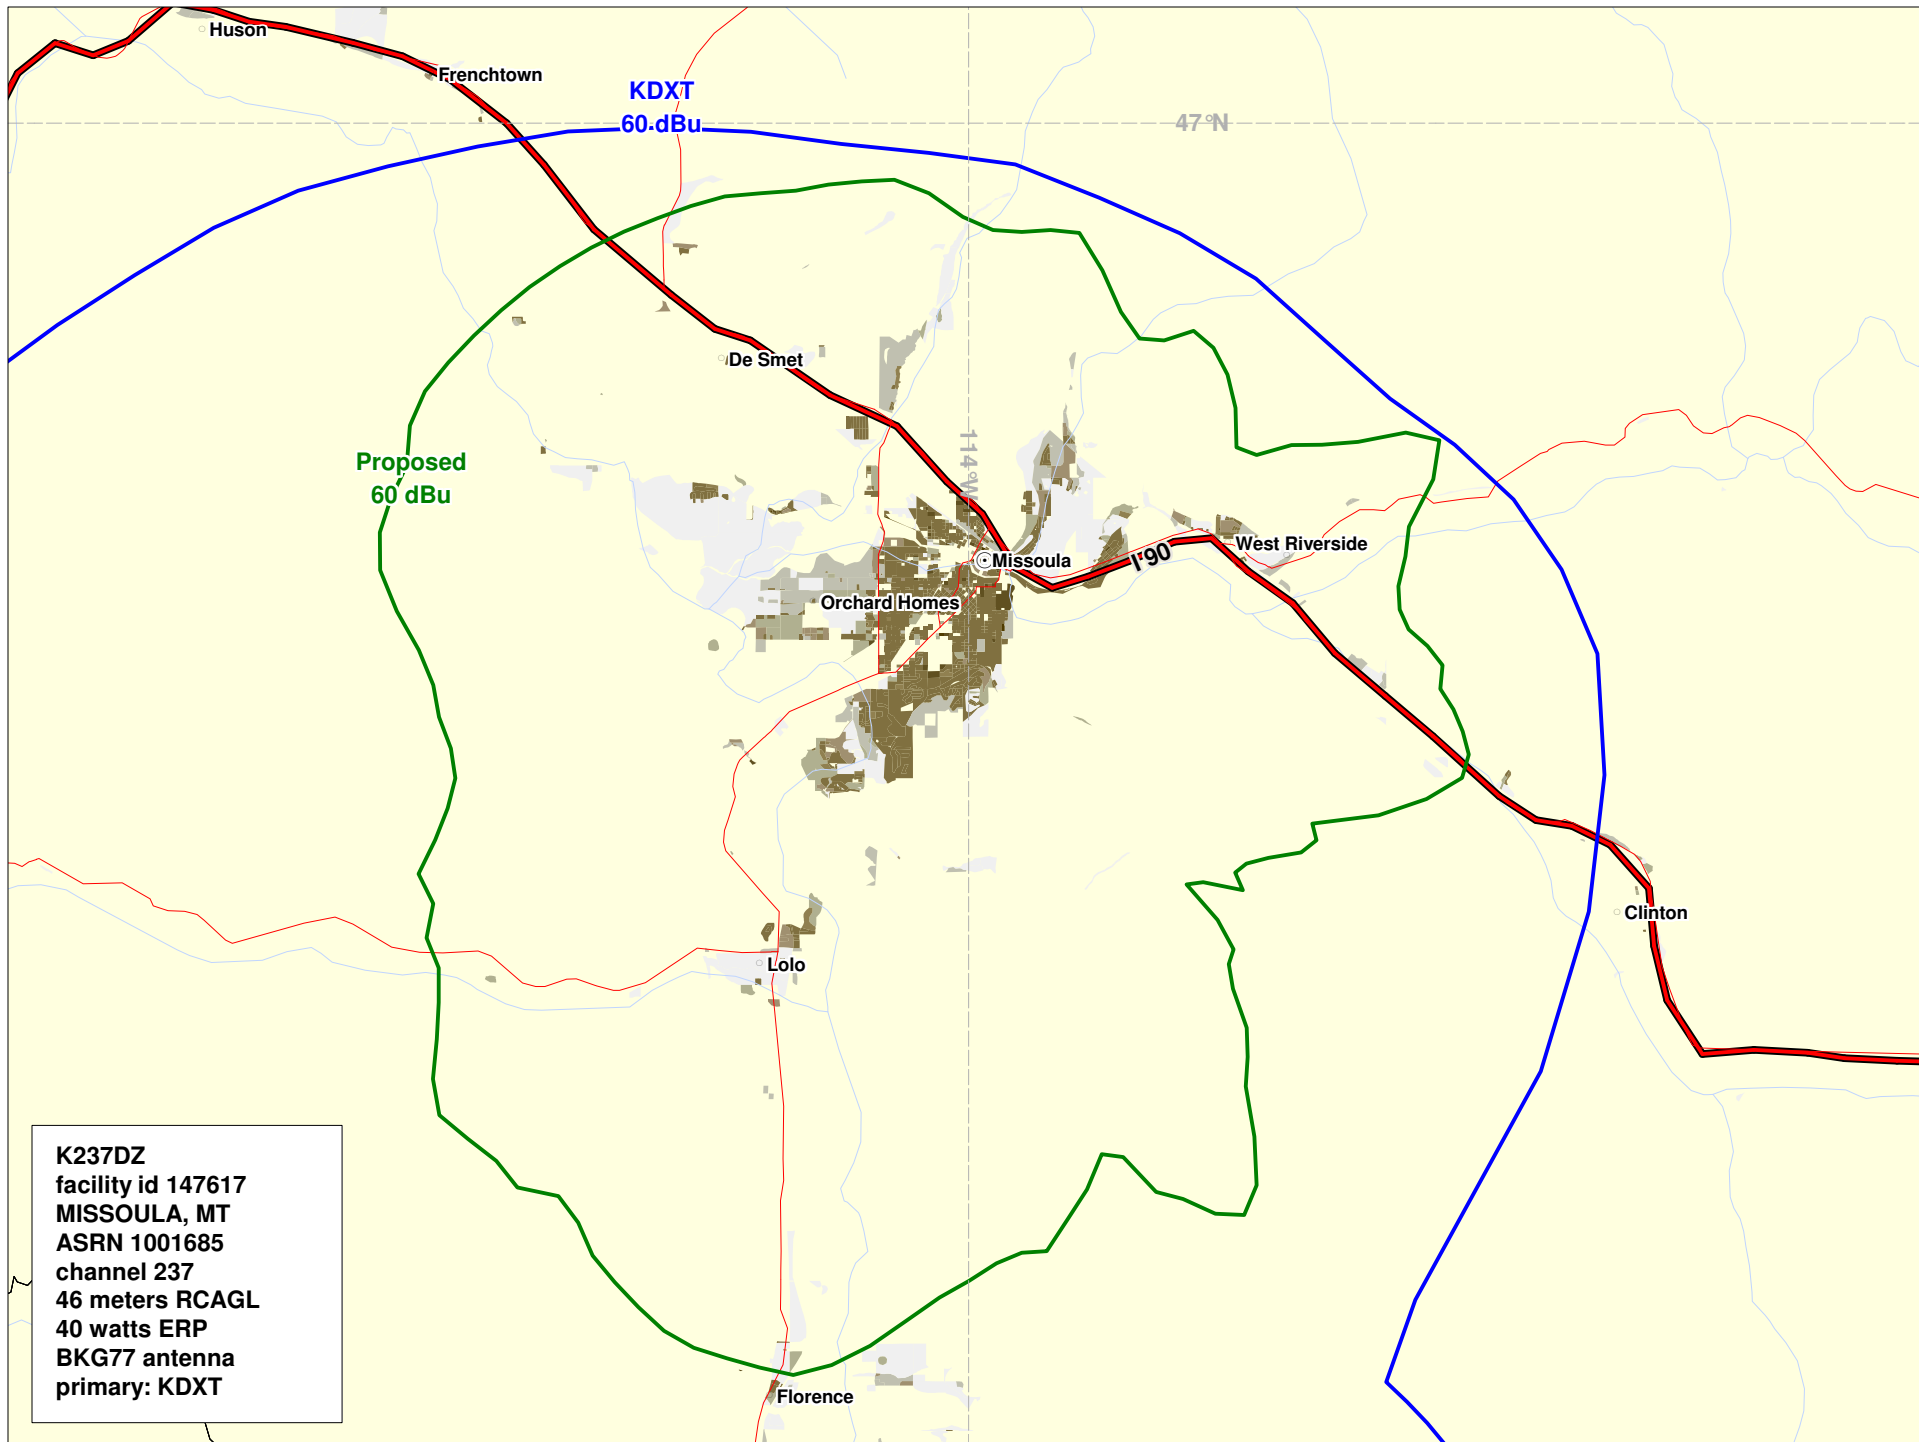 Huson
Frenchtown
KDXT
60 dBu
47°N
De Smet
114°W
Proposed
60 dBu
I 90
West Riverside
Missoula
Orchard Homes
Clinton
Lolo
K237DZ
facility id 147617
MISSOULA, MT
ASRN 1001685
channel 237
46 meters RCAGL
40 watts ERP
BKG77 antenna
primary: KDXT
Florence